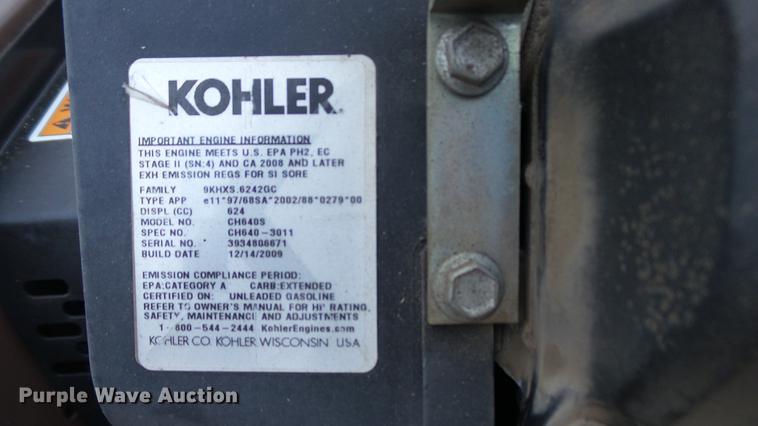 KOHLER
IMPORTANT ENGINE INFORMATION
THIS ENGINE MEETS U.S. EPA PH2, EC
STAGE II (SN:4) AND CA 2008 AND LATER
EXH EMISSION REGS FOR SI SORE
FAMILY 9KHXS.6242GC
TYPE APP e11*97/68SA*2002/88*0279*00
DISPL (CC) 624
MODEL NO. CH640S
SPEC NO. CH640-3011
SERIAL NO. 3934806671
BUILD DATE 12/14/2009
EMISSION COMPLIANCE PERIOD:
EPA:CATEGORY A CARB:EXTENDED
CERTIFIED ON: UNLEADED GASOLINE
REFER TO OWNER'S MANUAL FOR HP RATING,
SAFETY, MAINTENANCE AND ADJUSTMENTS
1-800-544-2444 KohlerEngines.com
KOHLER CO. KOHLER, WISCONSIN USA
Purple Wave Auction